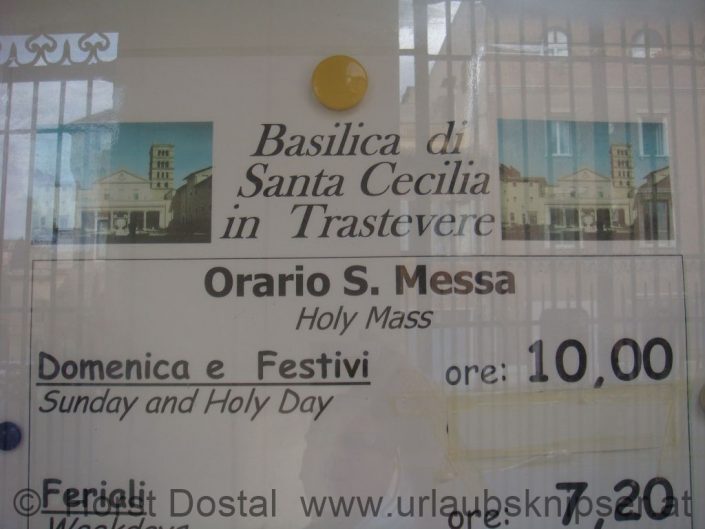 Basilica di
Santa Cecilia
in Trastevere
Orario S. Messa
Holy Mass
Domenica e Festivi ore: 10,00
Sunday and Holy Day
Feriali ore: 7,20
Weekdays
© Horst Dostal www.urlaubsknipser.at